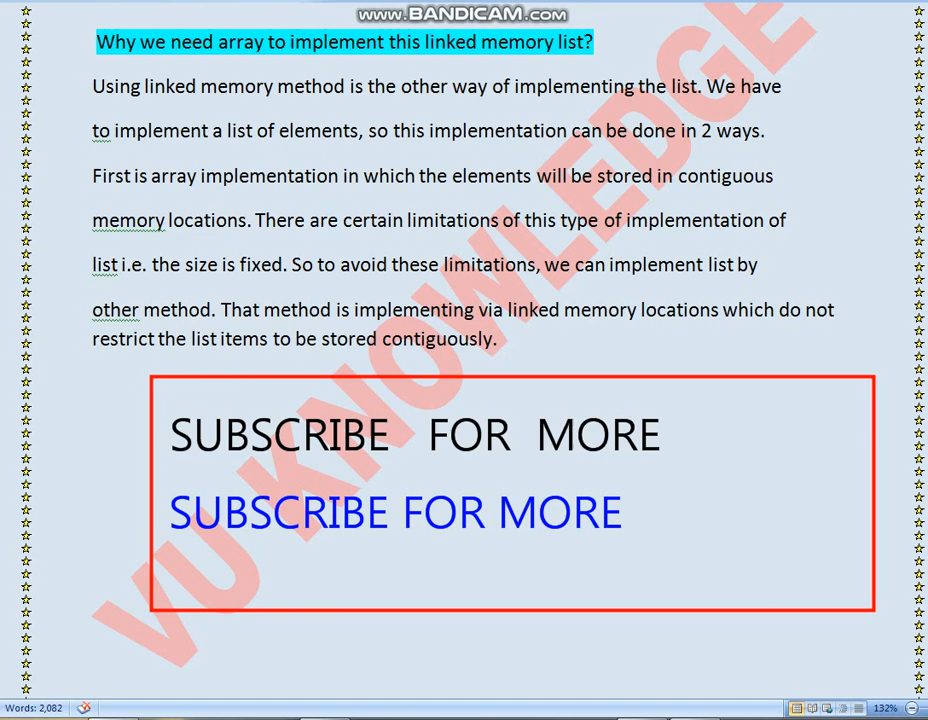 www.BANDICAM.com
Why we need array to implement this linked memory list?
Using linked memory method is the other way of implementing the list. We have
to implement a list of elements, so this implementation can be done in 2 ways.
First is array implementation in which the elements will be stored in contiguous
memory locations. There are certain limitations of this type of implementation of
list i.e. the size is fixed. So to avoid these limitations, we can implement list by
other method. That method is implementing via linked memory locations which do not
restrict the list items to be stored contiguously.
SUBSCRIBE FOR MORE
SUBSCRIBE FOR MORE
VU KNOWLEDGE
Words: 2,082
132%